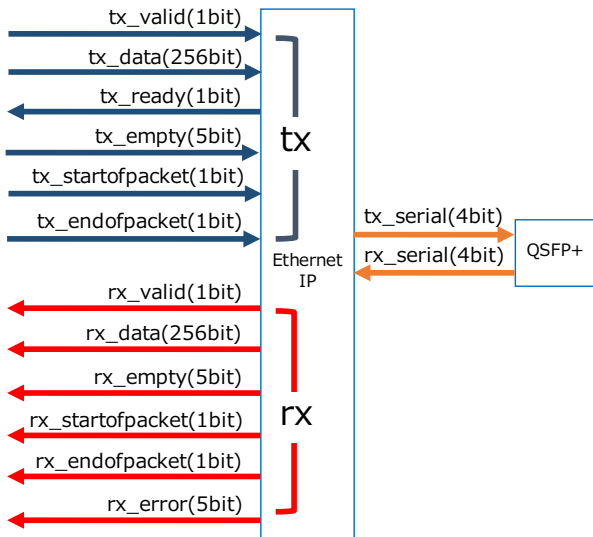 tx_valid(1bit)
tx_data(256bit)
tx_ready(1bit)
tx_empty(5bit)
tx_startofpacket(1bit)
tx_endofpacket(1bit)
tx
Ethernet
IP
tx_serial(4bit)
rx_serial(4bit)
QSFP+
rx_valid(1bit)
rx_data(256bit)
rx_empty(5bit)
rx_startofpacket(1bit)
rx_endofpacket(1bit)
rx_error(5bit)
rx